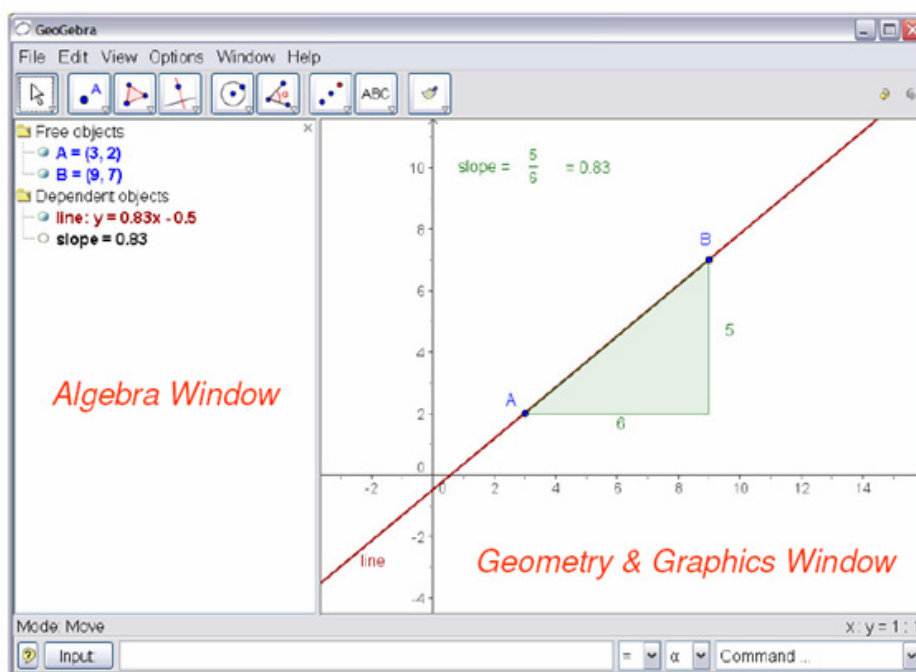 GeoGebra
File Edit View Options Window Help
A
ABC
Free objects
A = (3, 2)
B = (9, 7)
Dependent objects
line: y = 0.83x - 0.5
slope = 0.83
Algebra Window
slope = 5/6 = 0.83
10
8
6
4
2
0
-2
-4
-2 0 2 4 6 8 10 12 14
A
B
5
6
line
Geometry & Graphics Window
Mode: Move
x : y = 1 :
Input:
= α Command ...